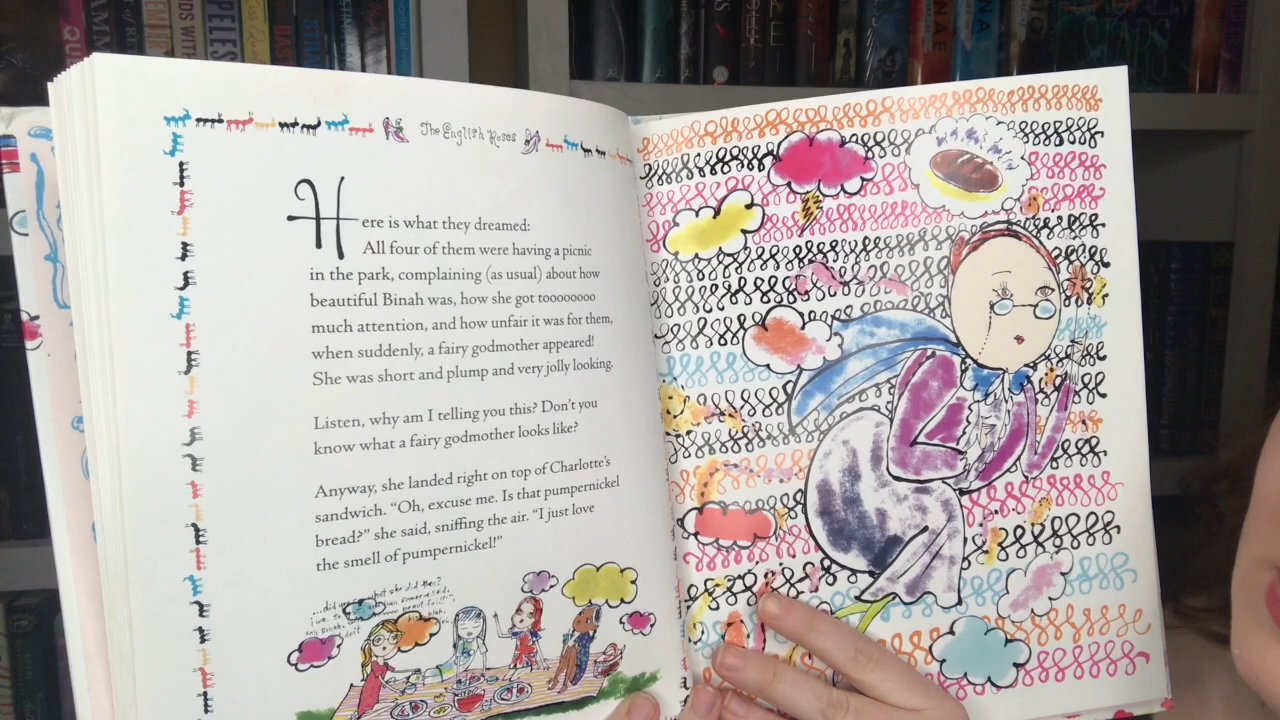 The English Roses
Here is what they dreamed:
All four of them were having a picnic
in the park, complaining (as usual) about how
beautiful Binah was, how she got toooooooo
much attention, and how unfair it was for them,
when suddenly, a fairy godmother appeared!
She was short and plump and very jolly looking.
Listen, why am I telling you this? Don't you
know what a fairy godmother looks like?
Anyway, she landed right on top of Charlotte's
sandwich. "Oh, excuse me. Is that pumpernickel
bread?" she said, sniffing the air. "I just love
the smell of pumpernickel!"